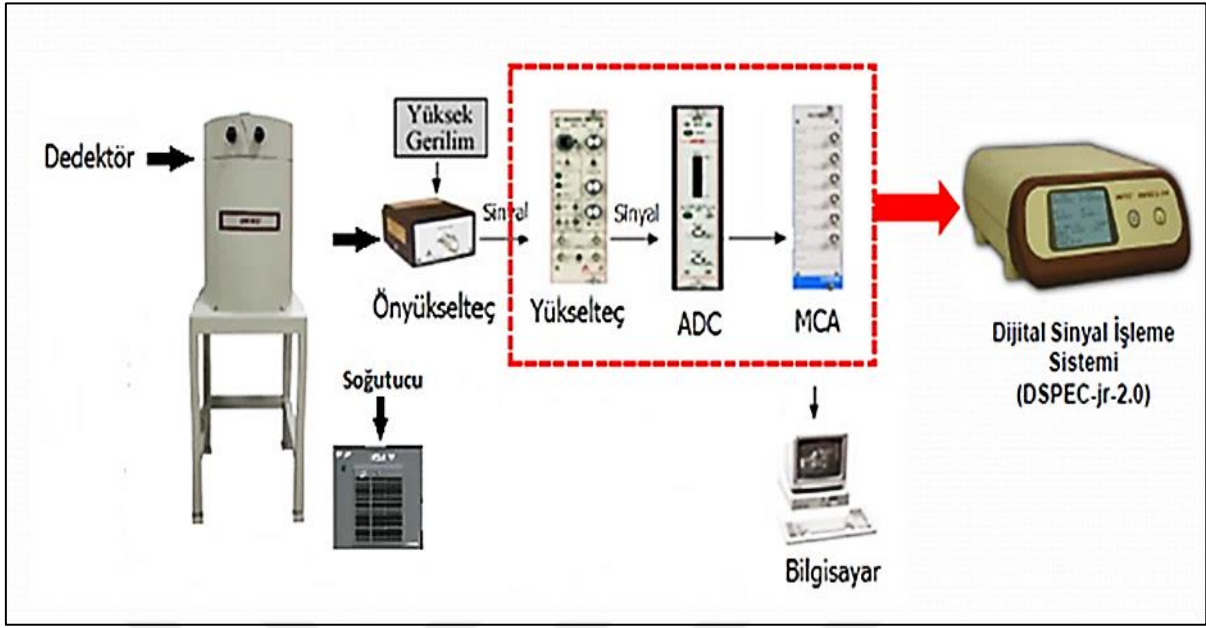 Yüksek
Gerilim
Dedektör
Sinyal
Sinyal
Önyükselteç
Yükselteç
ADC
MCA
Dijital Sinyal İşleme
Sistemi
(DSPEC-jr-2.0)
Soğutucu
Bilgisayar